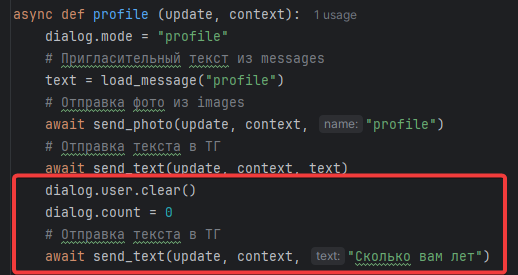 async def profile (update, context): 1 usage
dialog.mode = "profile"
# Пригласительный текст из messages
text = load_message("profile")
# Отправка фото из images
await send_photo(update, context, name: "profile")
# Отправка текста в ТГ
await send_text(update, context, text)
dialog.user.clear()
dialog.count = 0
# Отправка текста в ТГ
await send_text(update, context, text: "Сколько вам лет")